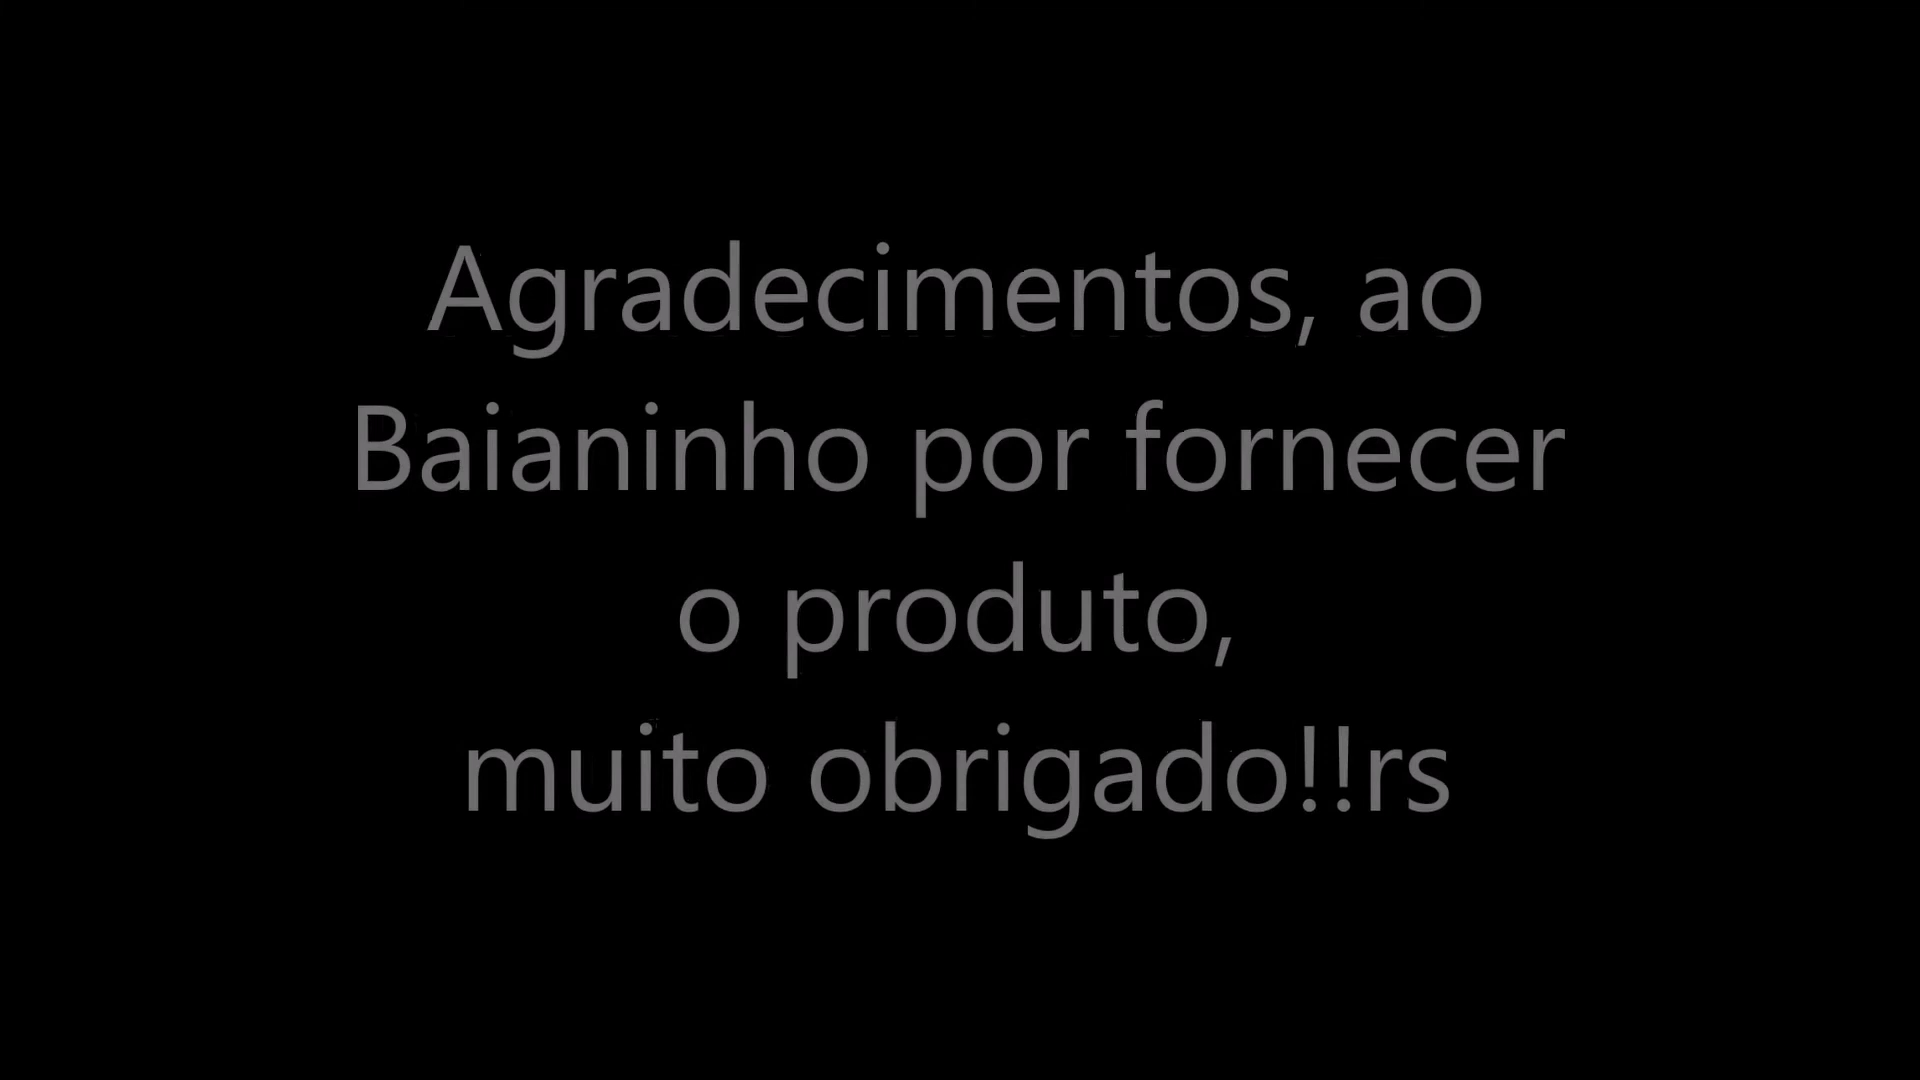 Agradecimentos, ao
Baianinho por fornecer
o produto,
muito obrigado!!rs